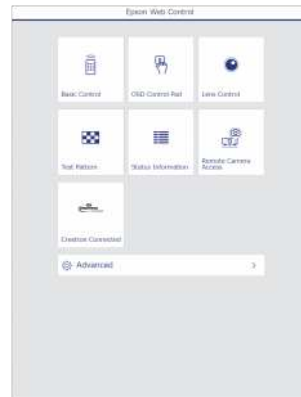 Epson Web Control
Basic Control
OSD Control Pad
Lens Control
Test Pattern
Status Information
Remote Camera
Access
Crestron Connected
Advanced